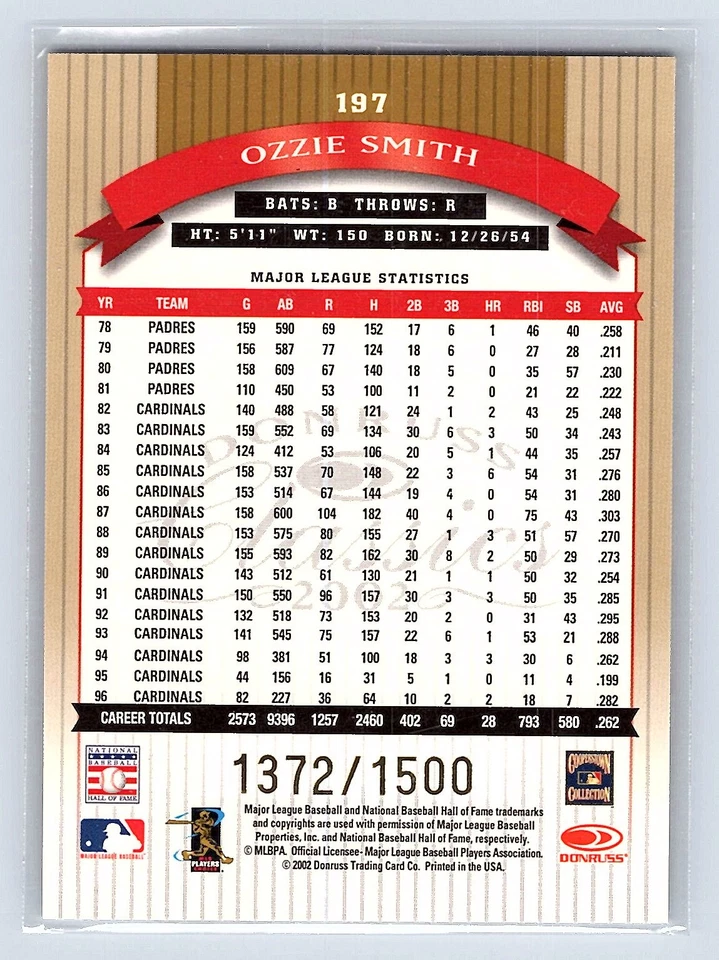 197
OZZIE SMITH
BATS: B THROWS: R
HT: 5'11" WT: 150 BORN: 12/26/54
MAJOR LEAGUE STATISTICS
YR TEAM G AB R H 2B 3B HR RBI SB AVG
78 PADRES 159 590 69 152 17 6 1 46 40 .258
79 PADRES 156 587 77 124 18 6 0 27 28 .211
80 PADRES 158 609 67 140 18 5 0 35 57 .230
81 PADRES 110 450 53 100 11 2 0 21 22 .222
82 CARDINALS 140 488 58 121 24 1 2 43 25 .248
83 CARDINALS 159 552 69 134 30 6 3 50 34 .243
84 CARDINALS 124 412 53 106 20 5 1 44 35 .257
85 CARDINALS 158 537 70 148 22 3 6 54 31 .276
86 CARDINALS 153 514 67 144 19 4 0 54 31 .280
87 CARDINALS 158 600 104 182 40 4 0 75 43 .303
88 CARDINALS 153 575 80 155 27 1 3 51 57 .270
89 CARDINALS 155 593 82 162 30 8 2 50 29 .273
90 CARDINALS 143 512 61 130 21 1 1 50 32 .254
91 CARDINALS 150 550 96 157 30 3 3 50 35 .285
92 CARDINALS 132 518 73 153 20 2 0 31 43 .295
93 CARDINALS 141 545 75 157 22 6 1 53 21 .288
94 CARDINALS 98 381 51 100 18 3 3 30 6 .262
95 CARDINALS 44 156 16 31 5 1 0 11 4 .199
96 CARDINALS 82 227 36 64 10 2 2 18 7 .282
CAREER TOTALS 2573 9396 1257 2460 402 69 28 793 580 .262
DONRUSS
Classics
2002
NATIONAL
BASEBALL
HALL OF FAME
1372/1500
COOPERSTOWN
COLLECTION
MAJOR LEAGUE BASEBALL
PLAYERS
CHOICE
Major League Baseball and National Baseball Hall of Fame trademarks
and copyrights are used with permission of Major League Baseball
Properties, Inc. and National Baseball Hall of Fame, respectively.
© MLBPA. Official Licensee- Major League Baseball Players Association.
© 2002 Donruss Trading Card Co. Printed in the USA.
DONRUSS